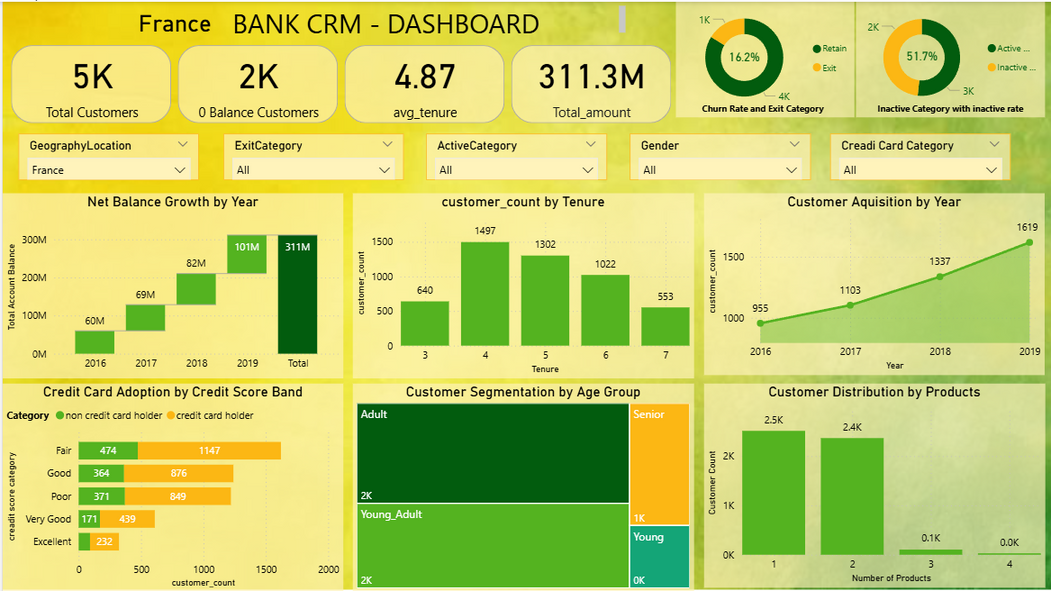 France BANK CRM - DASHBOARD
5K
Total Customers
2K
0 Balance Customers
4.87
avg_tenure
311.3M
Total_amount
1K
16.2%
4K
Retain
Exit
Churn Rate and Exit Category
2K
51.7%
3K
Active ...
Inactive ...
Inactive Category with inactive rate
GeographyLocation
France
ExitCategory
All
ActiveCategory
All
Gender
All
Creadi Card Category
All
Net Balance Growth by Year
Total Account Balance
300M
200M
100M
0M
60M
69M
82M
101M
311M
2016 2017 2018 2019 Total
customer_count by Tenure
customer_count
1500
1000
500
0
640
1497
1302
1022
553
3 4 5 6 7
Tenure
Customer Aquisition by Year
customer_count
1500
1000
955
1103
1337
1619
2016 2017 2018 2019
Year
Credit Card Adoption by Credit Score Band
Category non credit card holder credit card holder
creadit score category
Fair 474 1147
Good 364 876
Poor 371 849
Very Good 171 439
Excellent 232
0 500 1000 1500 2000
customer_count
Customer Segmentation by Age Group
Adult
2K
Young_Adult
2K
Senior
1K
Young
0K
Customer Distribution by Products
Customer Count
2K
1K
0K
2.5K
2.4K
0.1K
0.0K
1 2 3 4
Number of Products